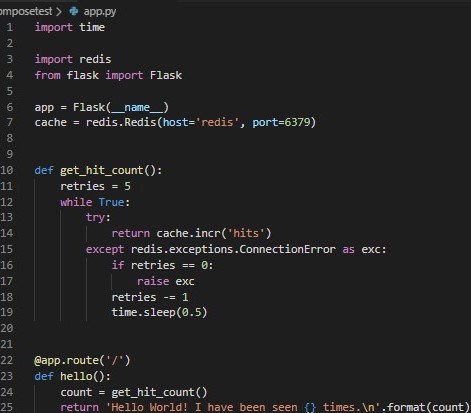 omposetest > app.py
1 import time
2
3 import redis
4 from flask import Flask
5
6 app = Flask(__name__)
7 cache = redis.Redis(host='redis', port=6379)
8
9
10 def get_hit_count():
11     retries = 5
12     while True:
13         try:
14             return cache.incr('hits')
15         except redis.exceptions.ConnectionError as exc:
16             if retries == 0:
17                 raise exc
18             retries -= 1
19             time.sleep(0.5)
20
21
22 @app.route('/')
23 def hello():
24     count = get_hit_count()
25     return 'Hello World! I have been seen {} times.\n'.format(count)